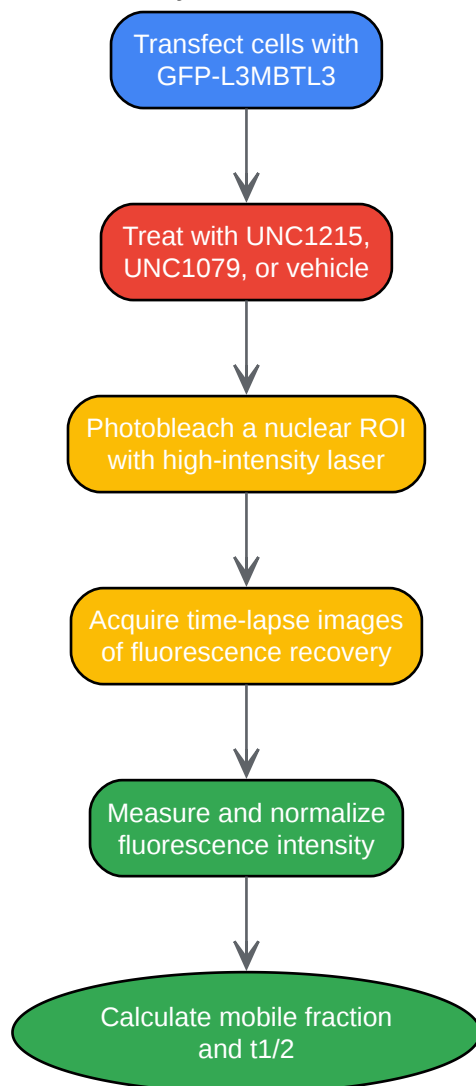 Transfect cells with
GFP-L3MBTL3
Treat with UNC1215,
UNC1079, or vehicle
Photobleach a nuclear ROI
with high-intensity laser
Acquire time-lapse images
of fluorescence recovery
Measure and normalize
fluorescence intensity
Calculate mobile fraction
and t1/2